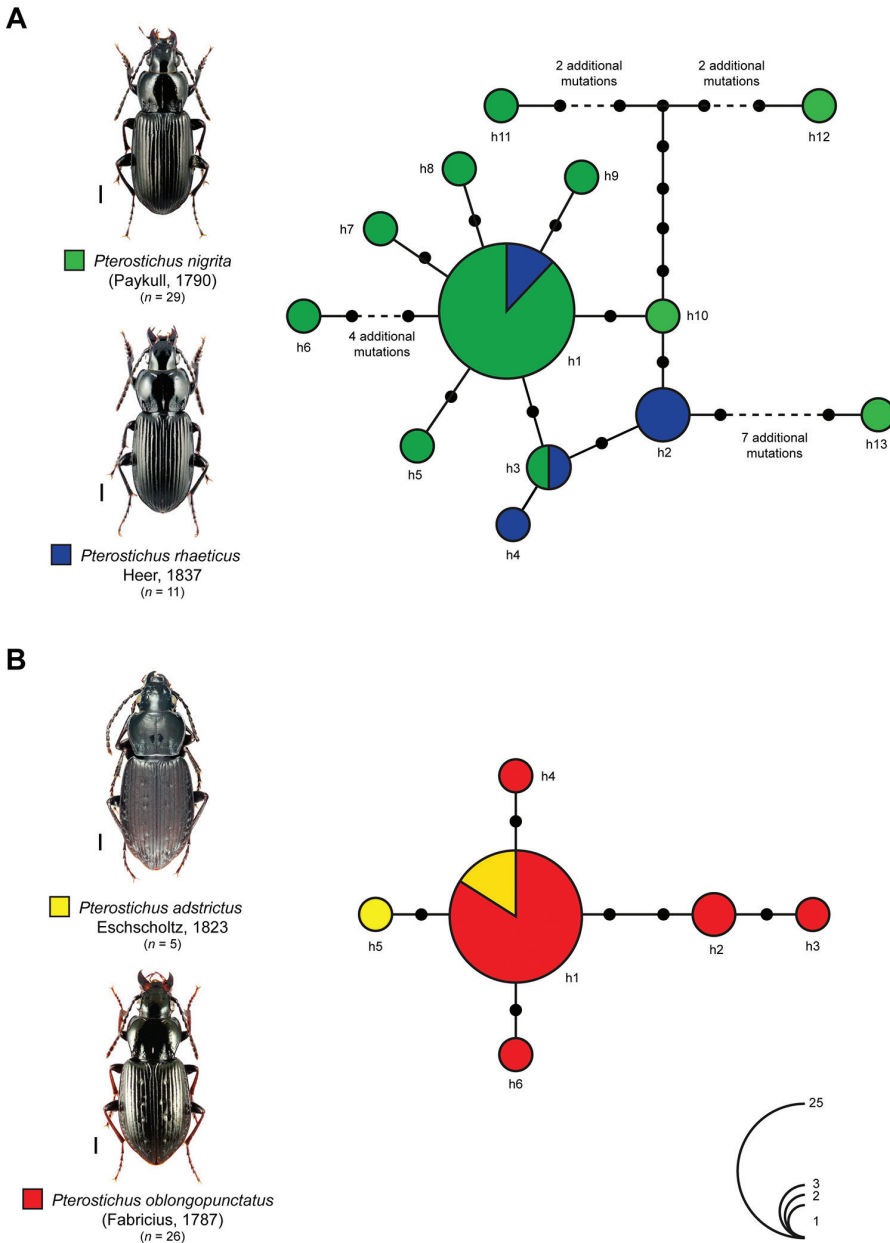 A
Pterostichus nigrita
(Paykull, 1790)
(n = 29)
Pterostichus rhaeticus
Heer, 1837
(n = 11)
2 additional
mutations
2 additional
mutations
h11
h12
h8
h9
h7
h6
4 additional
mutations
h1
h10
h5
h3
h2
h4
7 additional
mutations
h13
B
Pterostichus adstrictus
Eschscholtz, 1823
(n = 5)
Pterostichus oblongopunctatus
(Fabricius, 1787)
(n = 26)
h4
h5
h1
h2
h3
h6
25
3
2
1